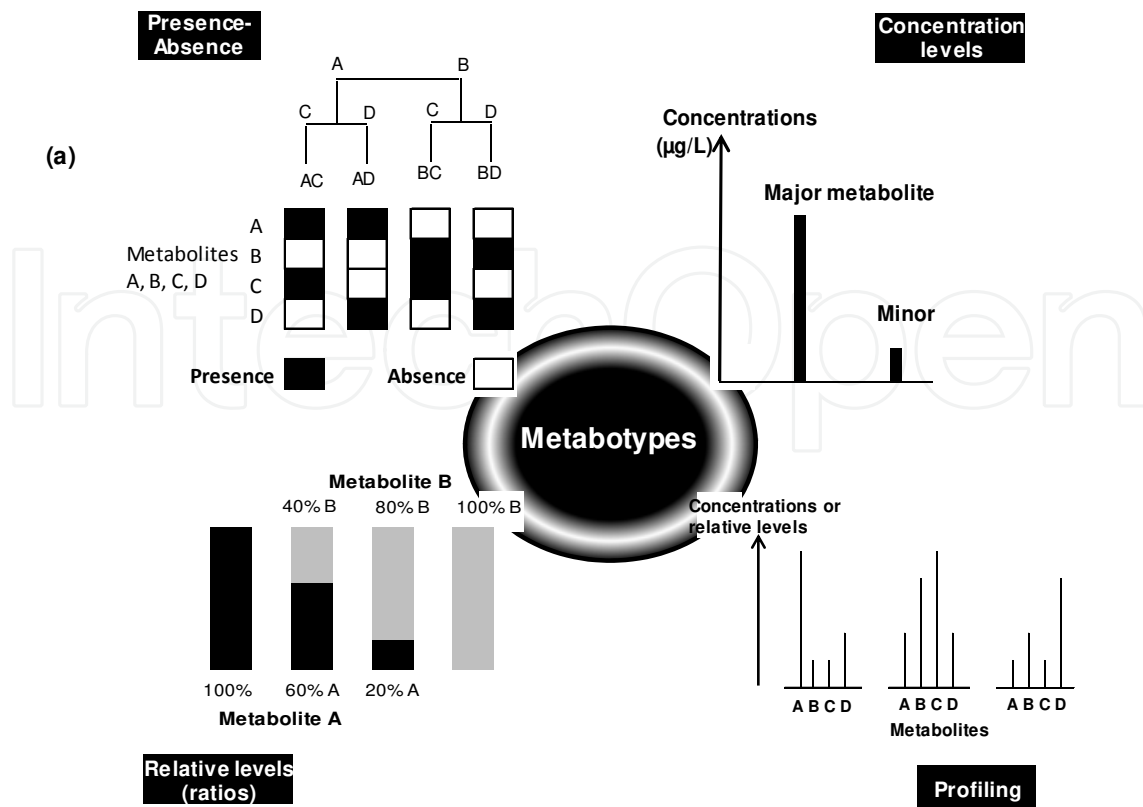 Presence-
Absence
Concentration
levels
A B
C D C D
AC AD BC BD
(a)
A
B
C
D
Metabolites
A, B, C, D
Presence
Absence
Concentrations
(µg/L)
Major metabolite
Minor
IntechOpen
Metabotypes
Metabolite B
40% B 80% B 100% B
100% 60% A 20% A
Metabolite A
Relative levels
(ratios)
Concentrations or
relative levels
A B C D A B C D A B C D
Metabolites
Profiling